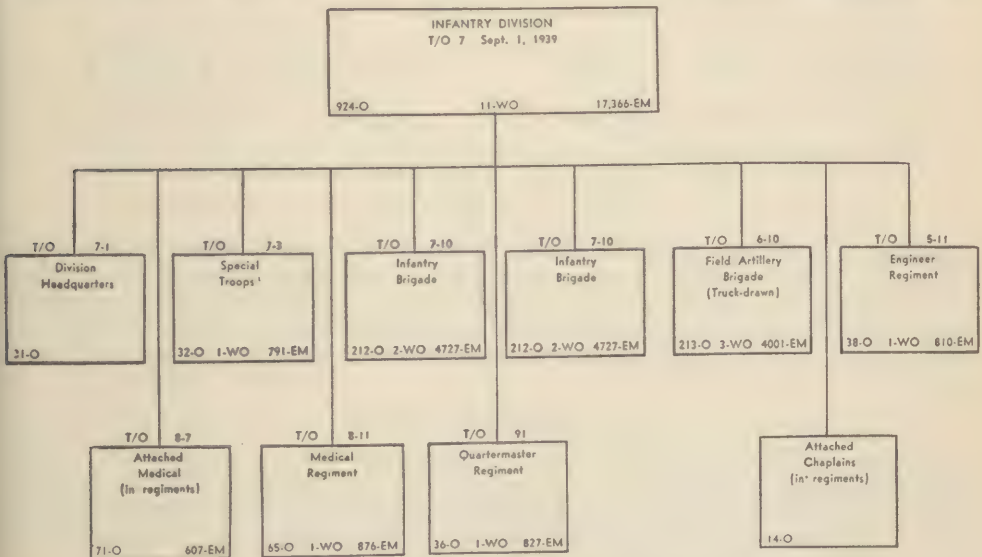 INFANTRY DIVISION
T/O 7 Sept. 1, 1939
924-O 11-WO 17,366-EM
T/O 7-1
Division
Headquarters
31-O
T/O 7-3
Special
Troops ¹
32-O 1-WO 791-EM
T/O 7-10
Infantry
Brigade
212-O 2-WO 4727-EM
T/O 7-10
Infantry
Brigade
212-O 2-WO 4727-EM
T/O 6-10
Field Artillery
Brigade
(Truck-drawn)
213-O 3-WO 4001-EM
T/O 5-11
Engineer
Regiment
38-O 1-WO 810-EM
T/O 8-7
Attached
Medical
(in regiments)
71-O 607-EM
T/O 8-11
Medical
Regiment
65-O 1-WO 876-EM
T/O 91
Quartermaster
Regiment
36-O 1-WO 827-EM
Attached
Chaplains
(in regiments)
14-O